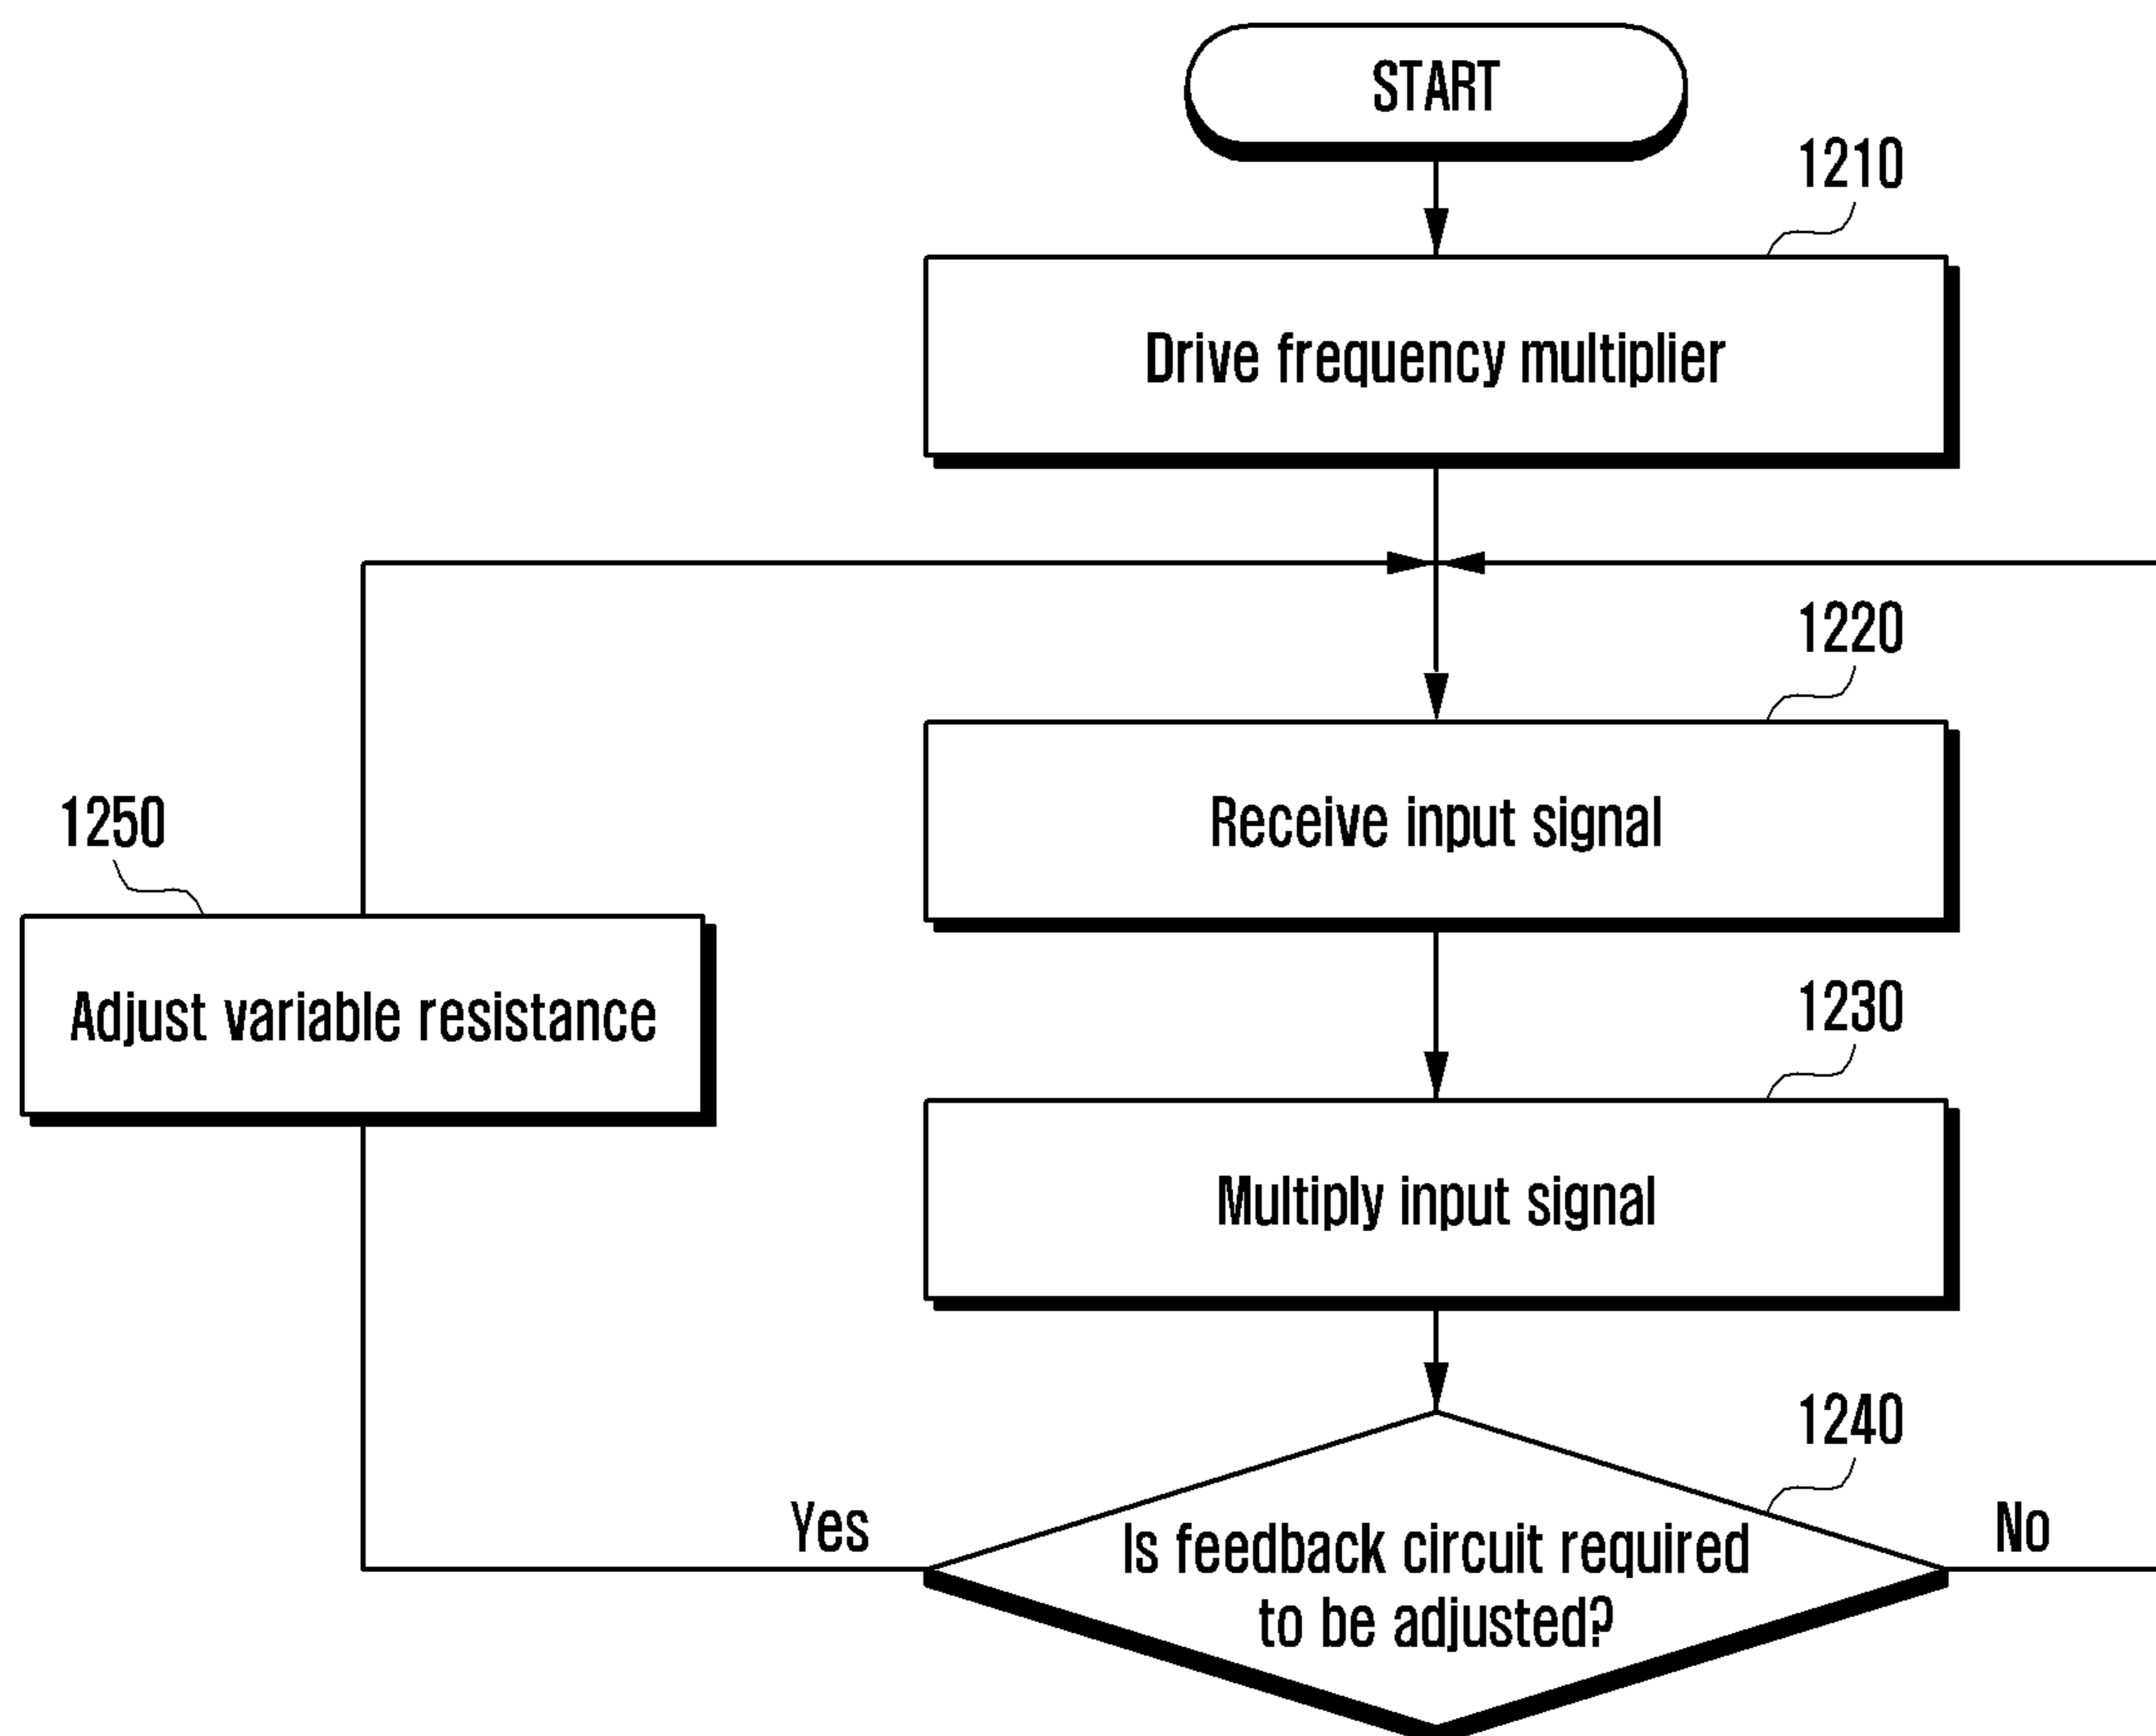 START
1210
Drive frequency multiplier
1220
Receive input signal
1250
Adjust variable resistance
1230
Multiply input signal
1240
Yes
Is feedback circuit required
to be adjusted?
No